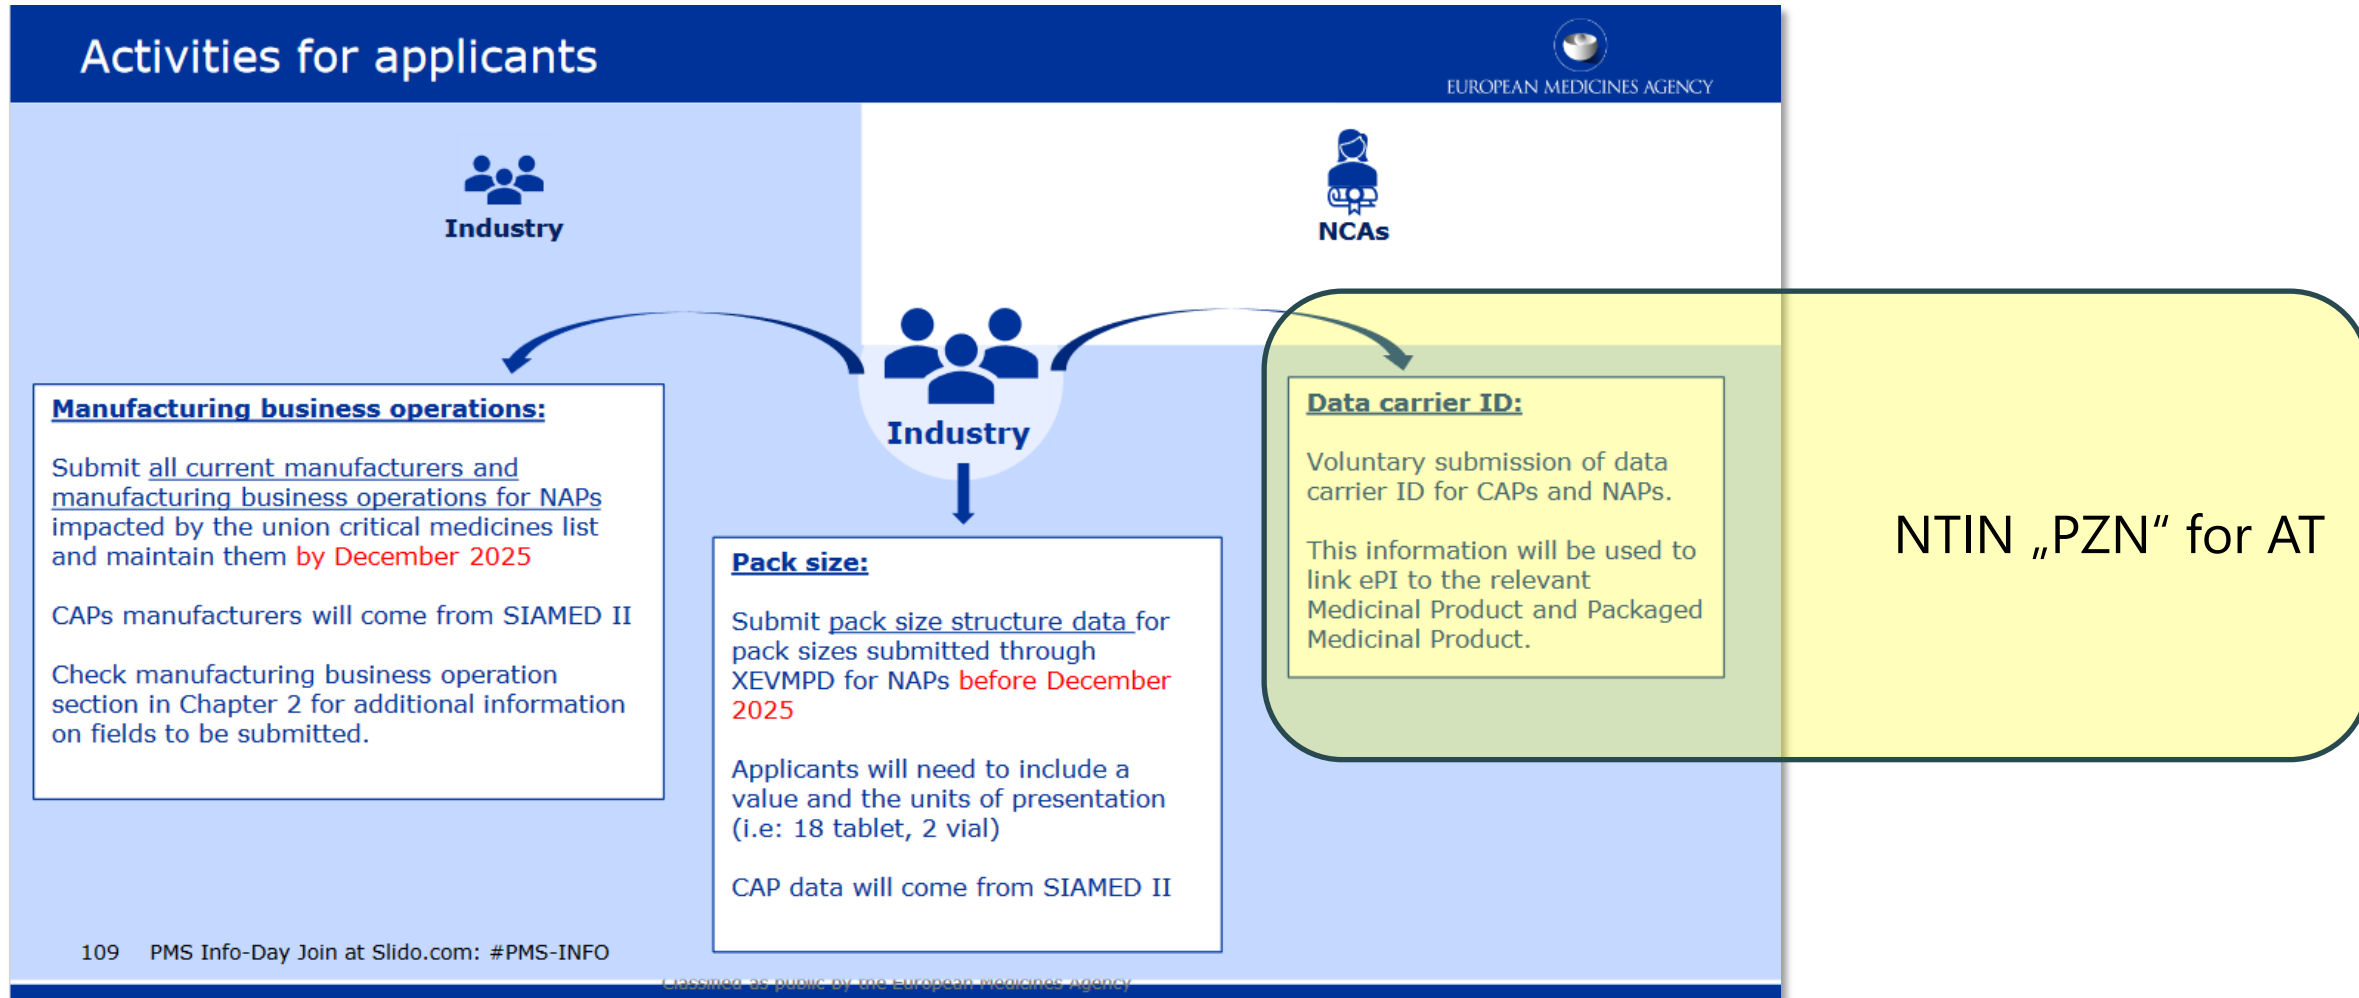 Activities for applicants
EUROPEAN MEDICINES AGENCY
Industry
NCAs
Industry
Manufacturing business operations:
Submit all current manufacturers and
manufacturing business operations for NAPs
impacted by the union critical medicines list
and maintain them by December 2025
CAPs manufacturers will come from SIAMED II
Check manufacturing business operation
section in Chapter 2 for additional information
on fields to be submitted.
Pack size:
Submit pack size structure data for
pack sizes submitted through
XEVMPD for NAPs before December
2025
Applicants will need to include a
value and the units of presentation
(i.e: 18 tablet, 2 vial)
CAP data will come from SIAMED II
Data carrier ID:
Voluntary submission of data
carrier ID for CAPs and NAPs.
This information will be used to
link ePI to the relevant
Medicinal Product and Packaged
Medicinal Product.
NTIN „PZN“ for AT
109 PMS Info-Day Join at Slido.com: #PMS-INFO
Classified as public by the European Medicines Agency